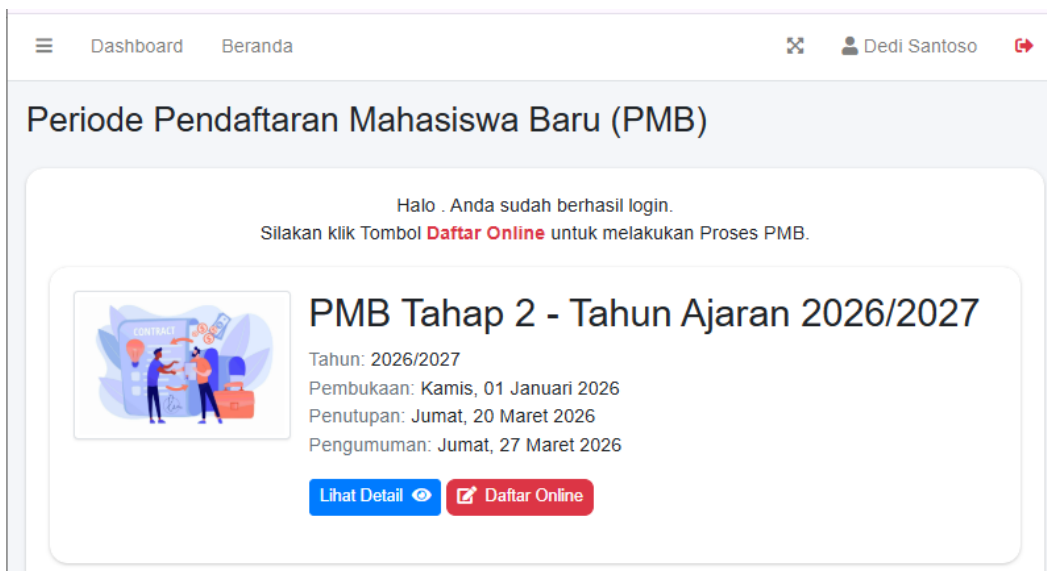 Dashboard Beranda Dedi Santoso
Periode Pendaftaran Mahasiswa Baru (PMB)
Halo . Anda sudah berhasil login.
Silakan klik Tombol Daftar Online untuk melakukan Proses PMB.
CONTRACT
PMB Tahap 2 - Tahun Ajaran 2026/2027
Tahun: 2026/2027
Pembukaan: Kamis, 01 Januari 2026
Penutupan: Jumat, 20 Maret 2026
Pengumuman: Jumat, 27 Maret 2026
Lihat Detail Daftar Online